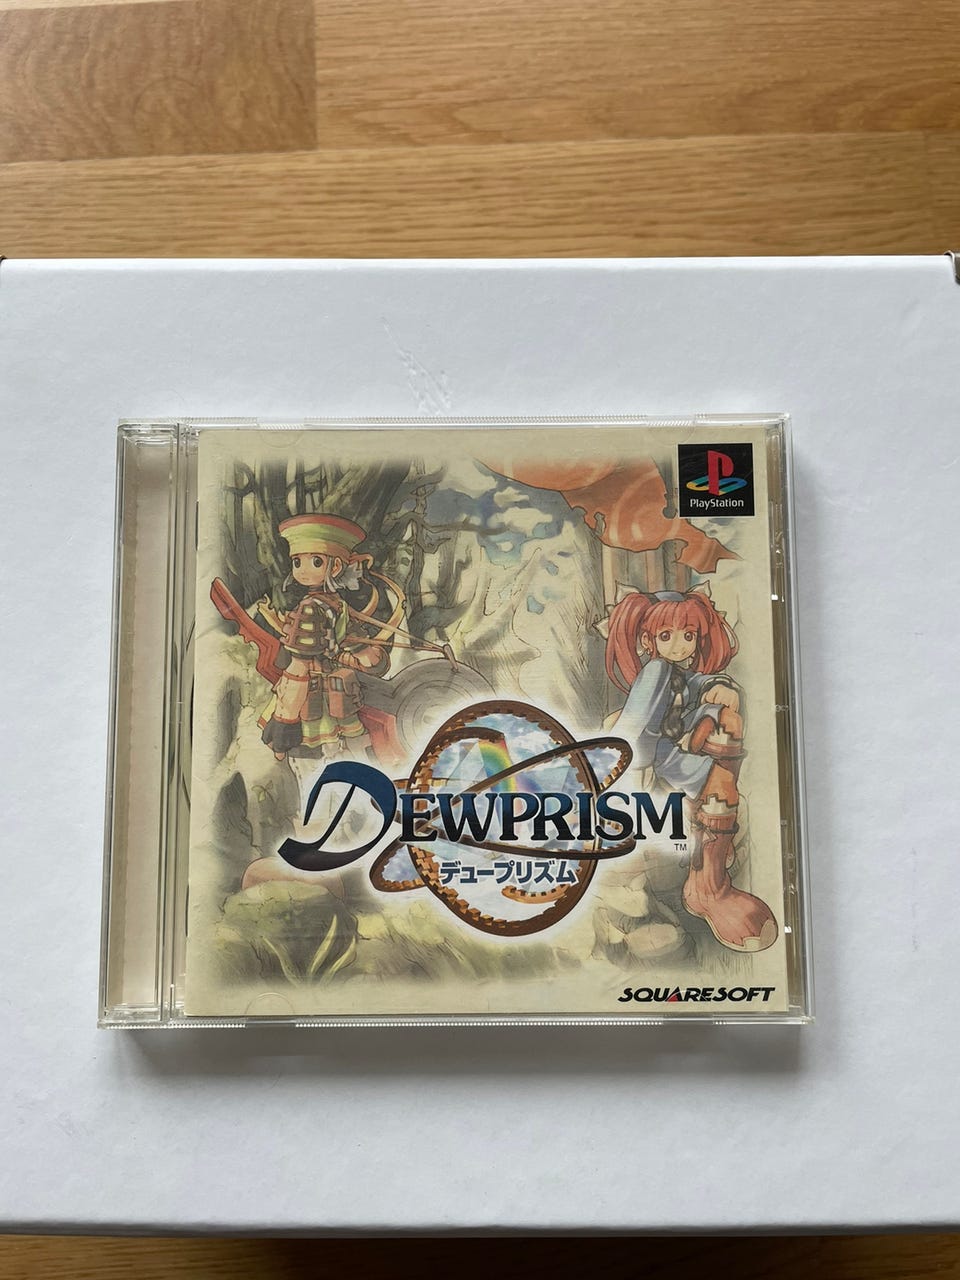 PlayStation
DEWPRISM
TM
デュープリズム
SQUARESOFT